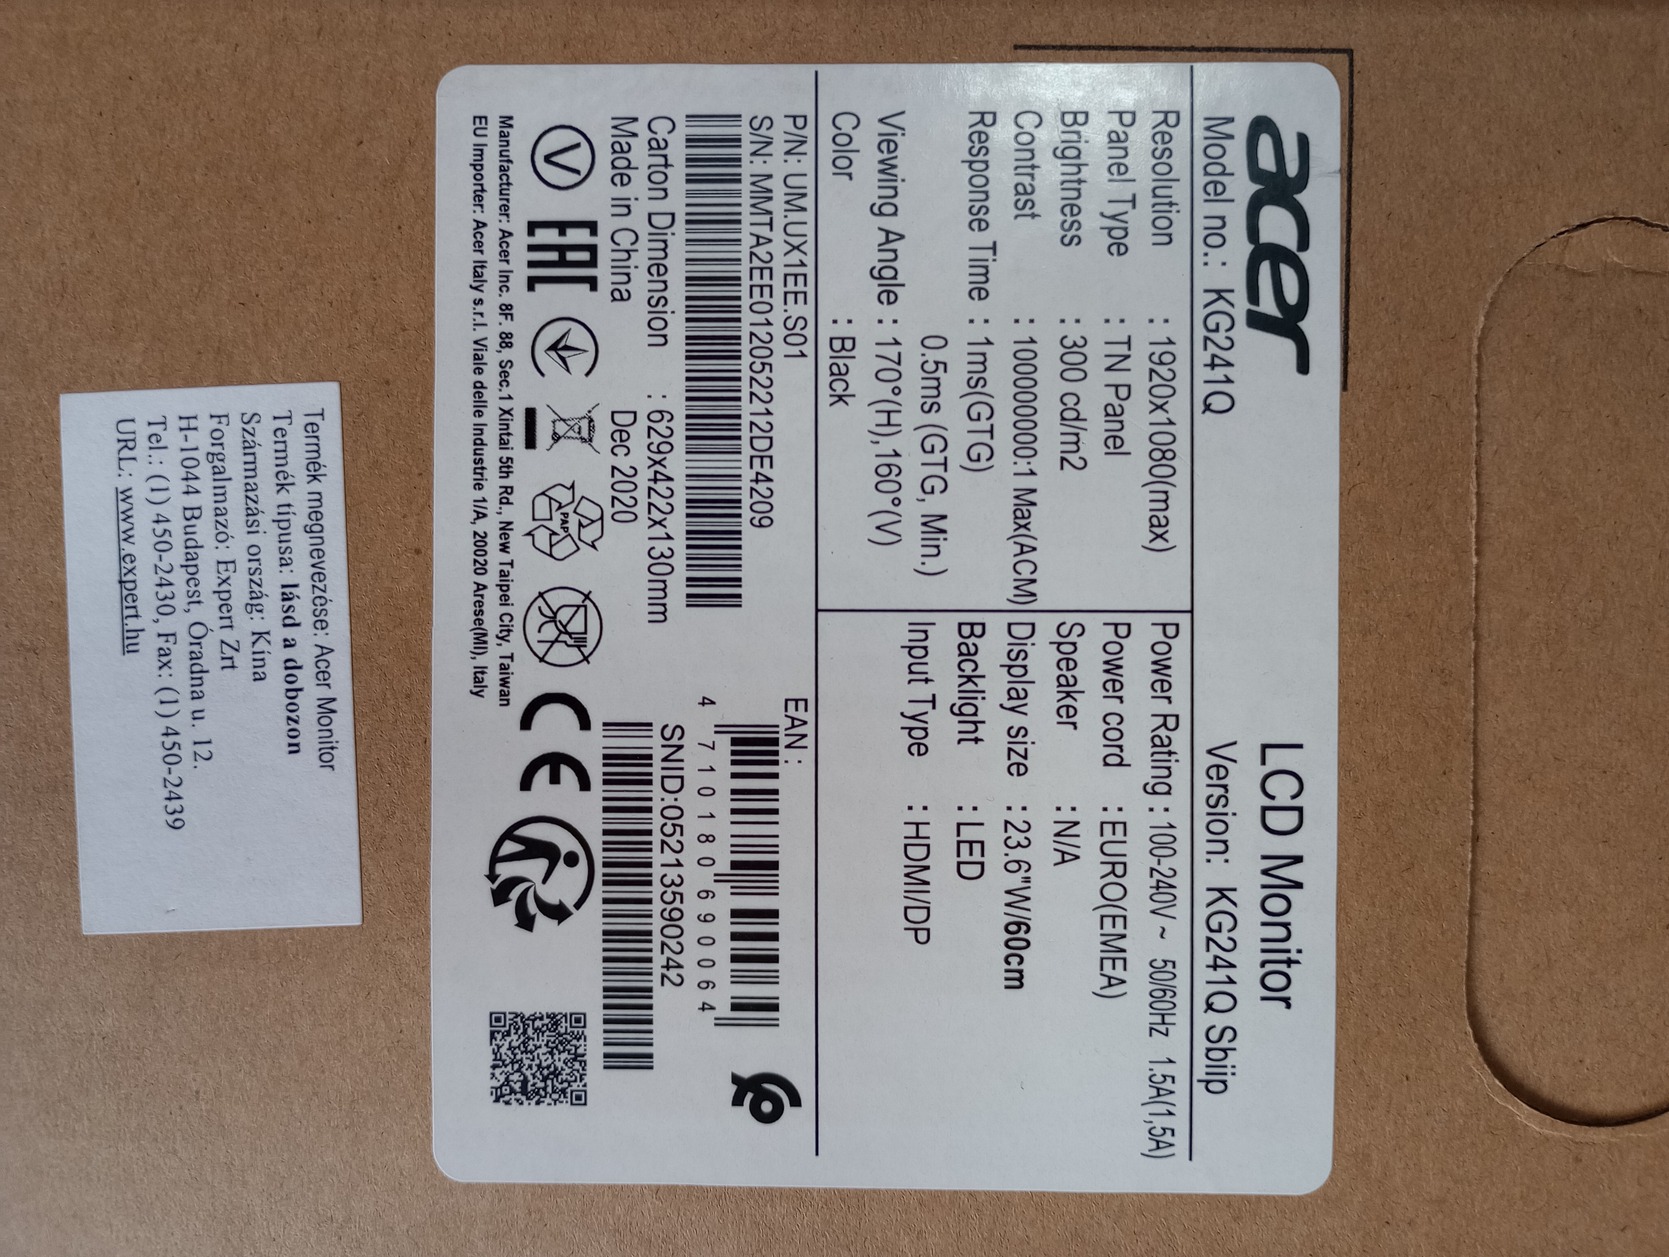 acer
LCD Monitor
Model no.: KG241Q
Version: KG241Q Sbiip
Resolution : 1920x1080(max)
Panel Type : TN Panel
Brightness : 300 cd/m2
Contrast : 100000000:1 Max(ACM)
Response Time : 1ms(GTG)
0.5ms (GTG, Min.)
Viewing Angle : 170°(H),160°(V)
Color : Black
Power Rating : 100-240V ~ 50/60Hz 1.5A(1,5A)
Power cord : EURO(EMEA)
Speaker : N/A
Display size : 23.6"W/60cm
Backlight : LED
Input Type : HDMI/DP
P/N: UM.UX1EE.S01
S/N: MMTA2EE012052212DE4209
Carton Dimension : 629x422x130mm
Made in China Dec 2020
EAN :
4 710180 690064
SNID:05213590242
V EAC PAP CE
Manufacturer: Acer Inc. 8F. 88, Sec.1 Xintai 5th Rd., New Taipei City, Taiwan
EU Importer: Acer Italy s.r.l. Viale delle Industrie 1/A, 20020 Arese(MI), Italy
Termék megnevezése: Acer Monitor
Termék típusa: lásd a dobozon
Származási ország: Kína
Forgalmazó: Expert Zrt
H-1044 Budapest, Óradna u. 12.
Tel.: (1) 450-2430, Fax: (1) 450-2439
URL: www.expert.hu